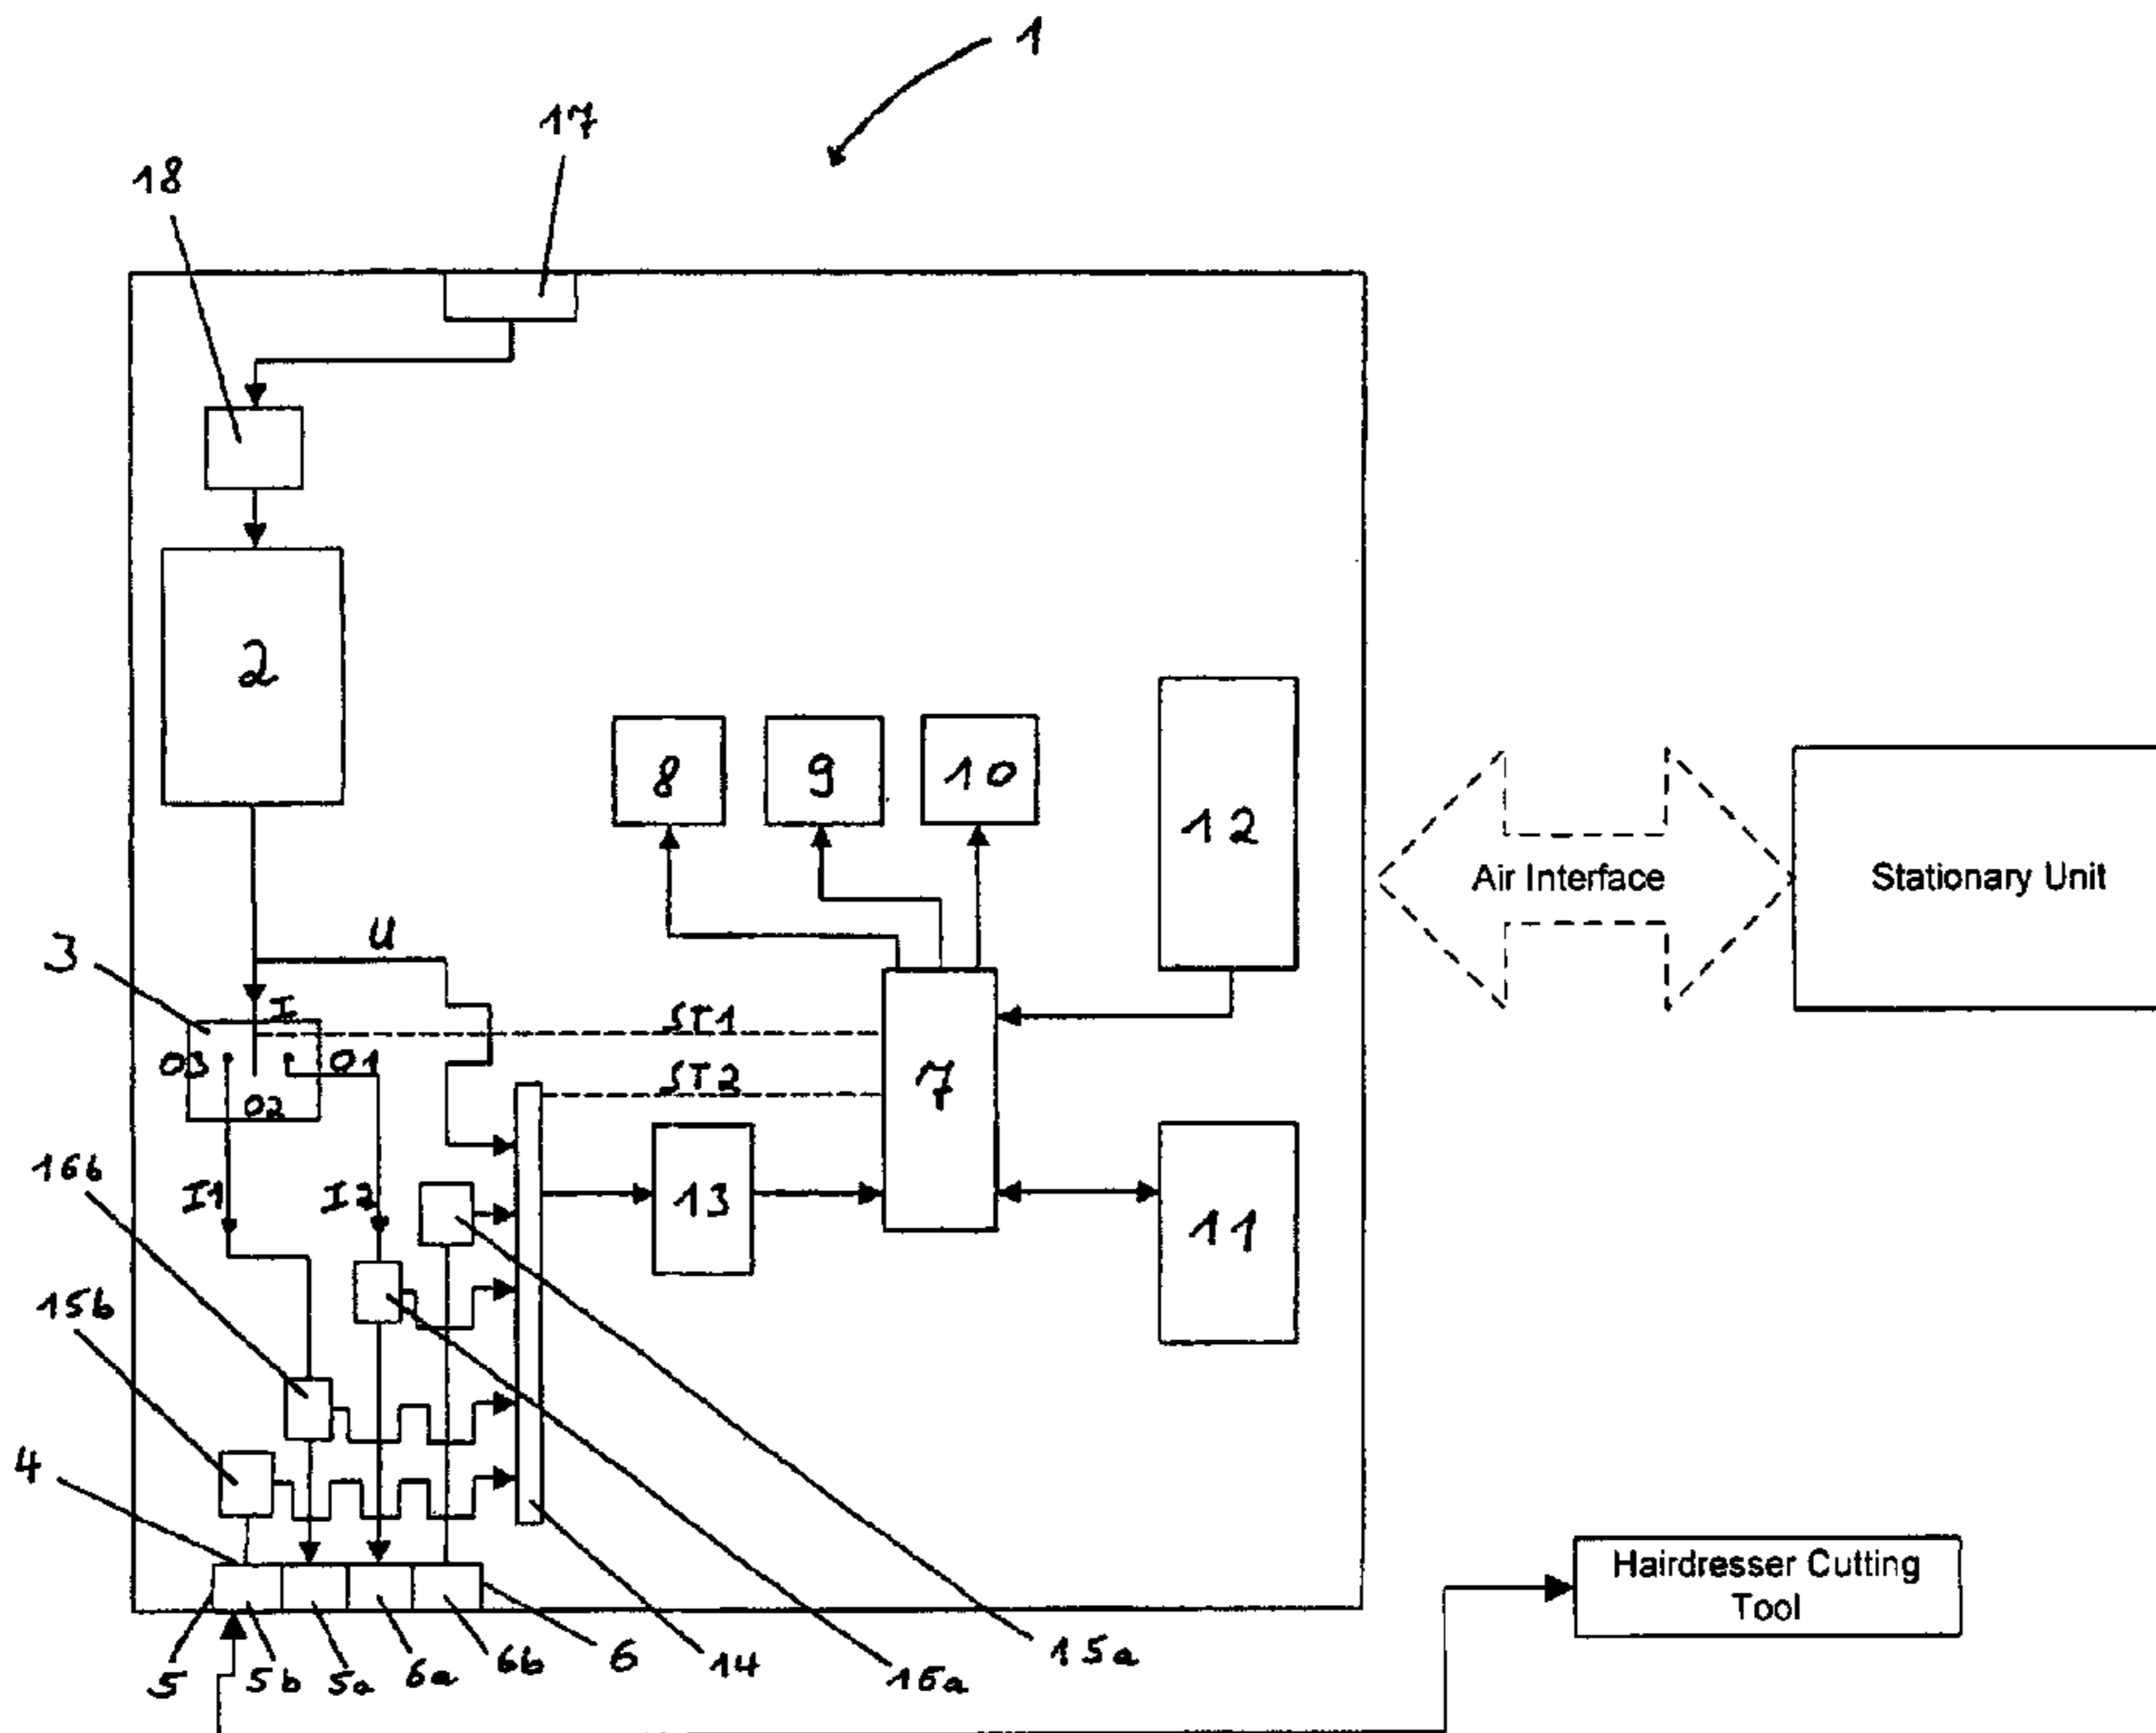 1
17
18
2
8
9
10
12
Air Interface
Stationary Unit
U
3
I
ST1
O3
O1
ST2
O2
7
16b
I1
I2
13
11
15b
4
5
5b
5a
6a
6b
6
14
16a
15a
Hairdresser Cutting
Tool